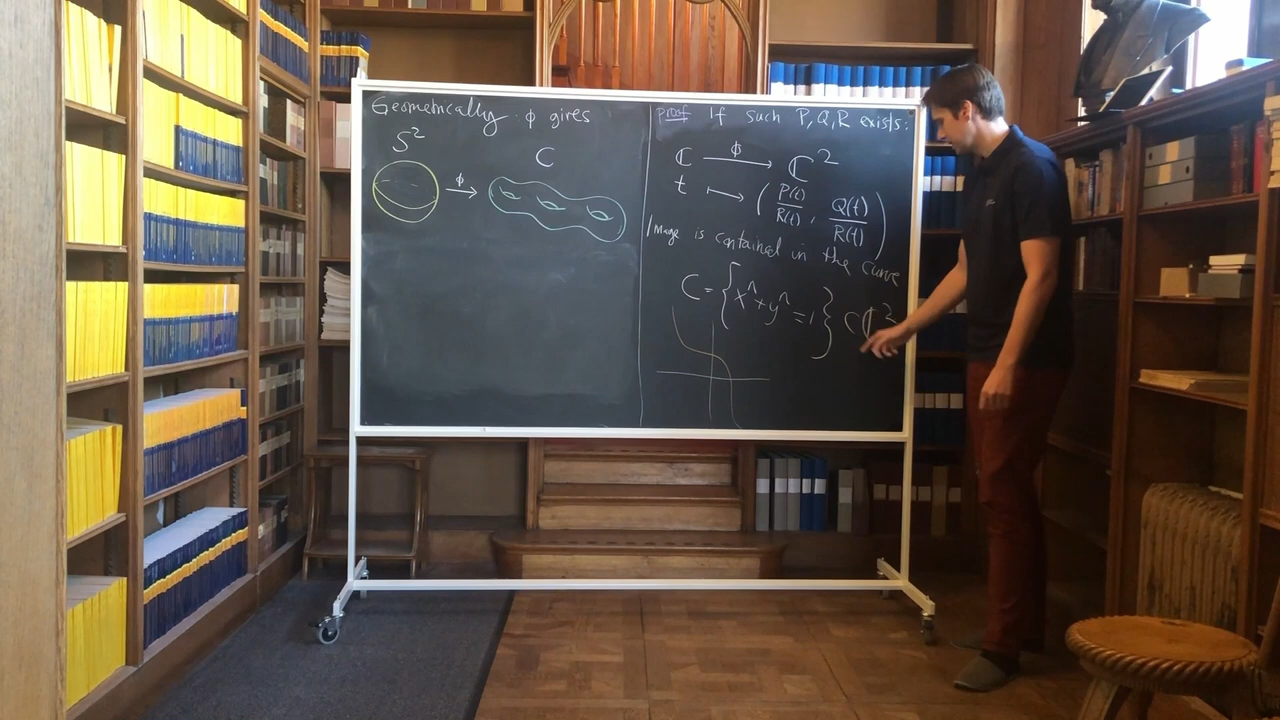 Geometrically φ gives
S² C
φ
proof If such P, Q, R exists:
ℂ ⟶ ℂ²
φ
t ⟼ (P(t)/R(t), Q(t)/R(t))
Image is contained in the curve
C = {xⁿ + yⁿ = 1} ⊂ ℂ²